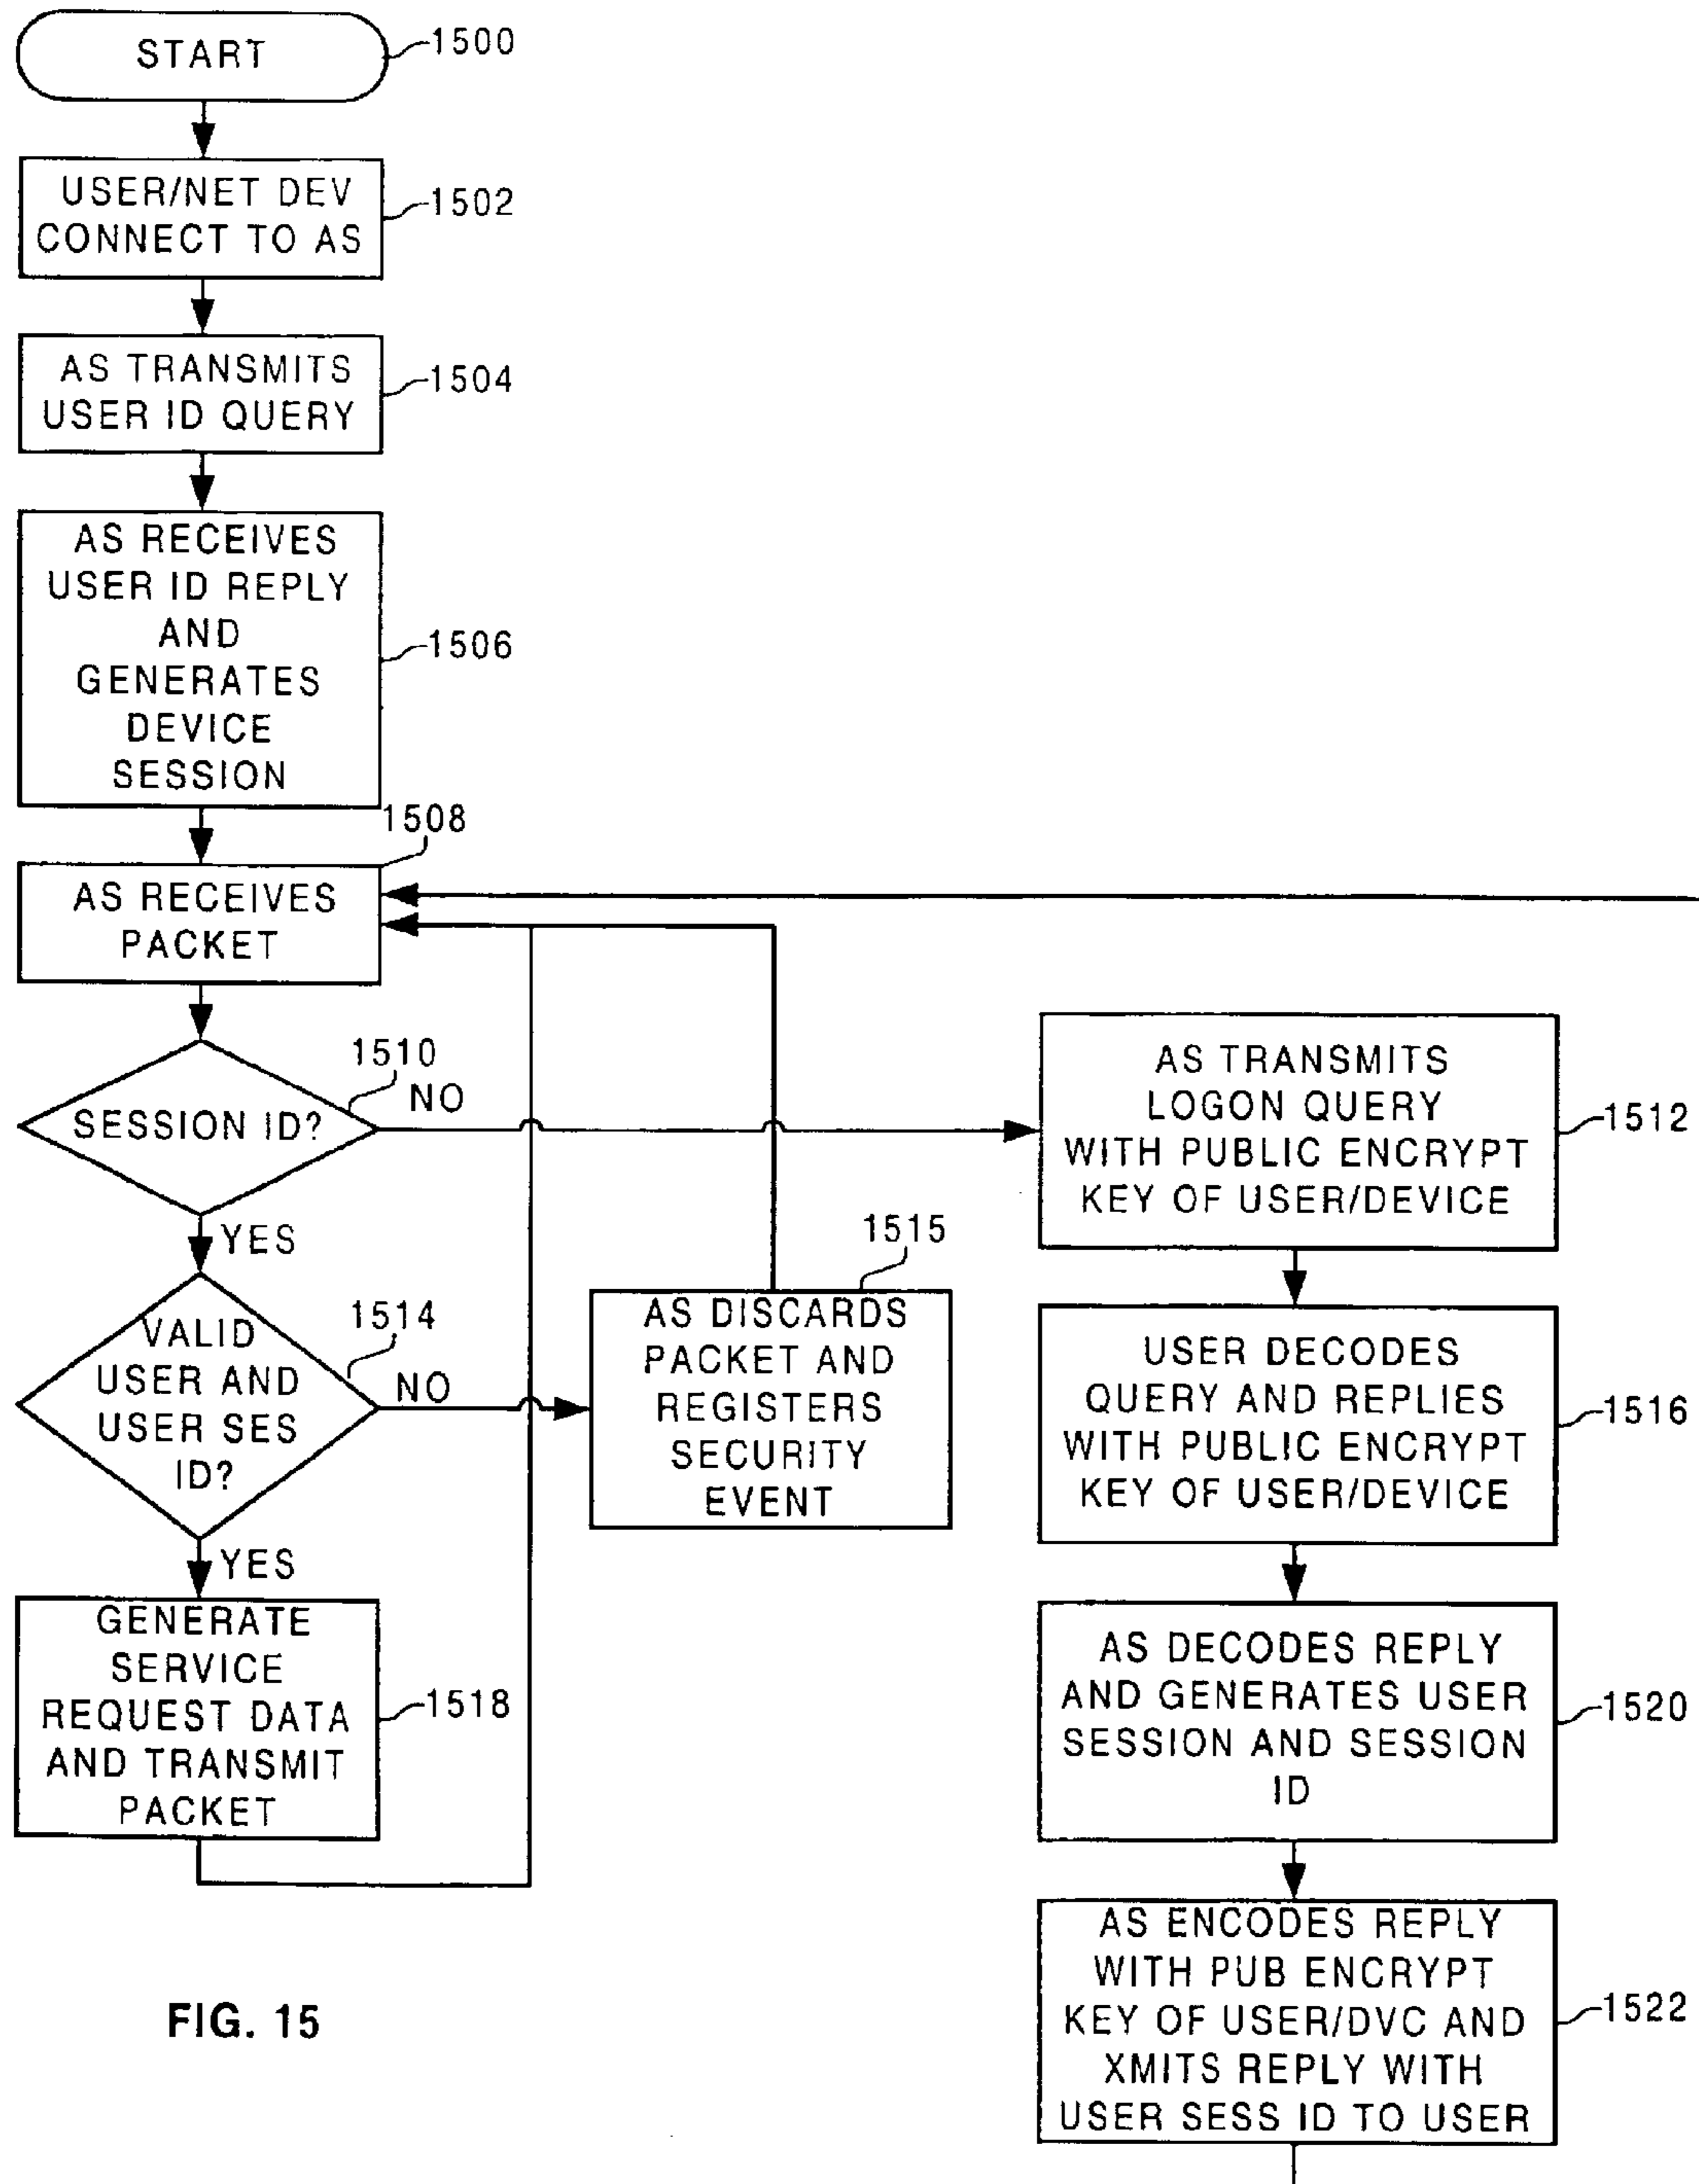 START
1500
USER/NET DEV
CONNECT TO AS
1502
AS TRANSMITS
USER ID QUERY
1504
AS RECEIVES
USER ID REPLY
AND
GENERATES
DEVICE
SESSION
1506
1508
AS RECEIVES
PACKET
1510
SESSION ID?
NO
YES
AS TRANSMITS
LOGON QUERY
WITH PUBLIC ENCRYPT
KEY OF USER/DEVICE
1512
1514
VALID
USER AND
USER SES
ID?
NO
YES
1515
AS DISCARDS
PACKET AND
REGISTERS
SECURITY
EVENT
USER DECODES
QUERY AND REPLIES
WITH PUBLIC ENCRYPT
KEY OF USER/DEVICE
1516
GENERATE
SERVICE
REQUEST DATA
AND TRANSMIT
PACKET
1518
AS DECODES REPLY
AND GENERATES USER
SESSION AND SESSION
ID
1520
AS ENCODES REPLY
WITH PUB ENCRYPT
KEY OF USER/DVC AND
XMITS REPLY WITH
USER SESS ID TO USER
1522
FIG. 15